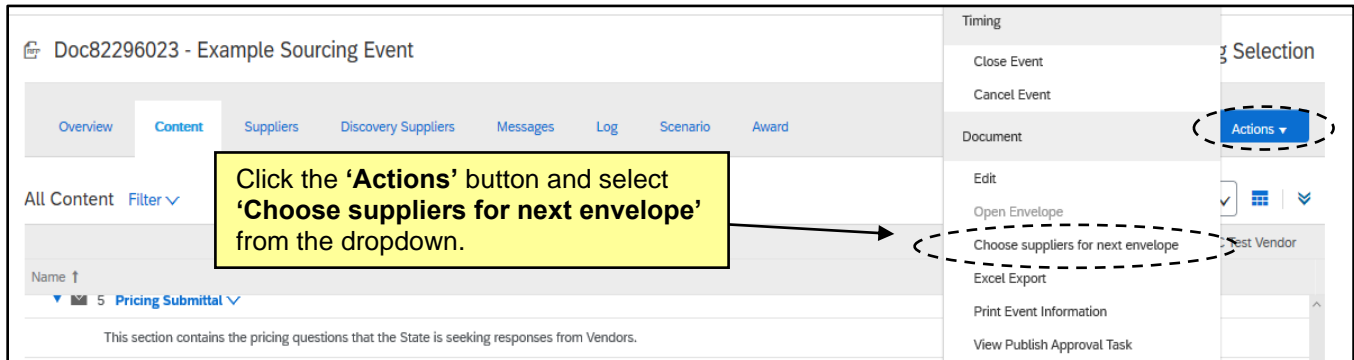 Timing
Doc82296023 - Example Sourcing Event
g Selection
Close Event
Cancel Event
Overview Content Suppliers Discovery Suppliers Messages Log Scenario Award
Actions ▾
Document
Click the ‘Actions’ button and select
‘Choose suppliers for next envelope’
from the dropdown.
Edit
All Content Filter
Open Envelope
Choose suppliers for next envelope
Test Vendor
Name ↑
Excel Export
5 Pricing Submittal
Print Event Information
This section contains the pricing questions that the State is seeking responses from Vendors.
View Publish Approval Task